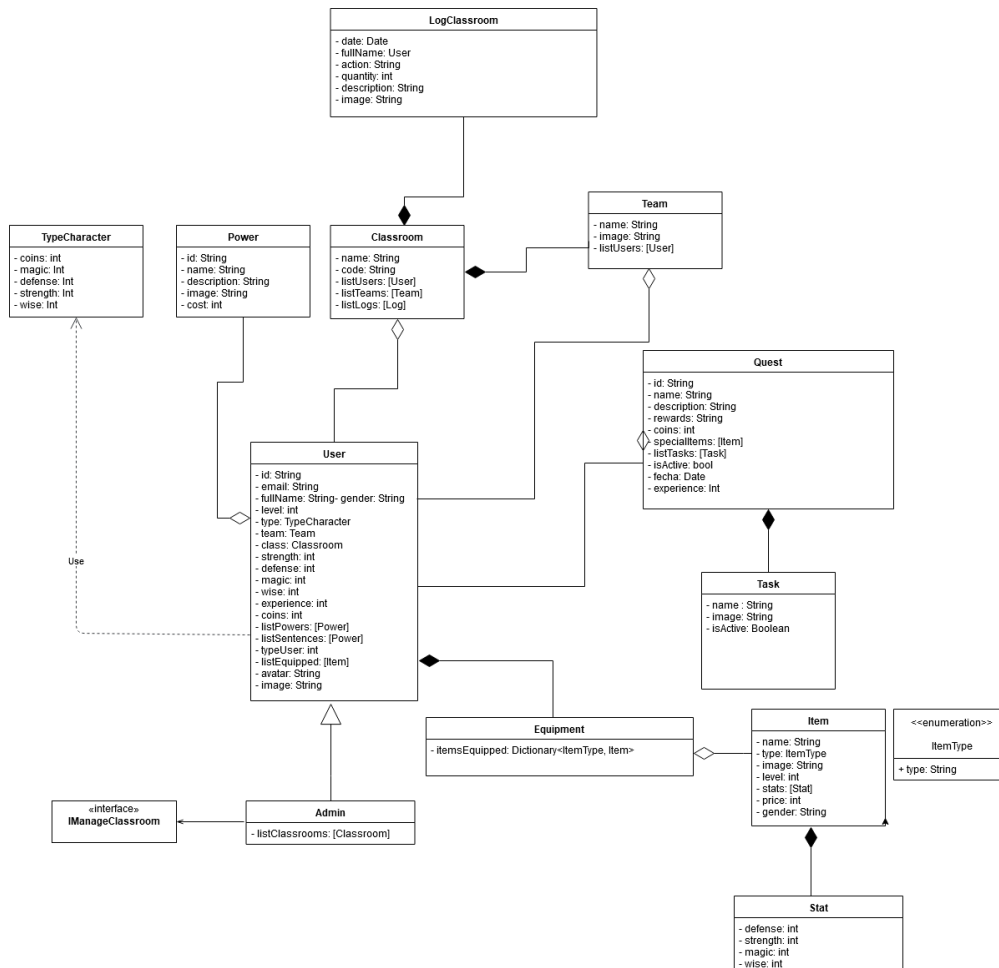 LogClassroom
- date: Date
- fullName: User
- action: String
- quantity: int
- description: String
- image: String
TypeCharacter
- coins: int
- magic: Int
- defense: Int
- strength: Int
- wise: Int
Power
- id: String
- name: String
- description: String
- image: String
- cost: int
Classroom
- name: String
- code: String
- listUsers: [User]
- listTeams: [Team]
- listLogs: [Log]
Team
- name: String
- image: String
- listUsers: [User]
Quest
- id: String
- name: String
- description: String
- rewards: String
- coins: int
- specialItems: [Item]
- listTasks: [Task]
- isActive: bool
- fecha: Date
- experience: Int
User
- id: String
- email: String
- fullName: String- gender: String
- level: int
- type: TypeCharacter
- team: Team
- class: Classroom
- strength: int
- defense: int
- magic: int
- wise: int
- experience: int
- coins: int
- listPowers: [Power]
- listSentences: [Power]
- typeUser: int
- listEquipped: [Item]
- avatar: String
- image: String
Use
Task
- name : String
- image: String
- isActive: Boolean
Equipment
- itemsEquipped: Dictionary<ItemType, Item>
Item
- name: String
- type: ItemType
- image: String
- level: int
- stats: [Stat]
- price: int
- gender: String
<<enumeration>>
ItemType
+ type: String
«interface»
IManageClassroom
Admin
- listClassrooms: [Classroom]
Stat
- defense: int
- strength: int
- magic: int
- wise: int